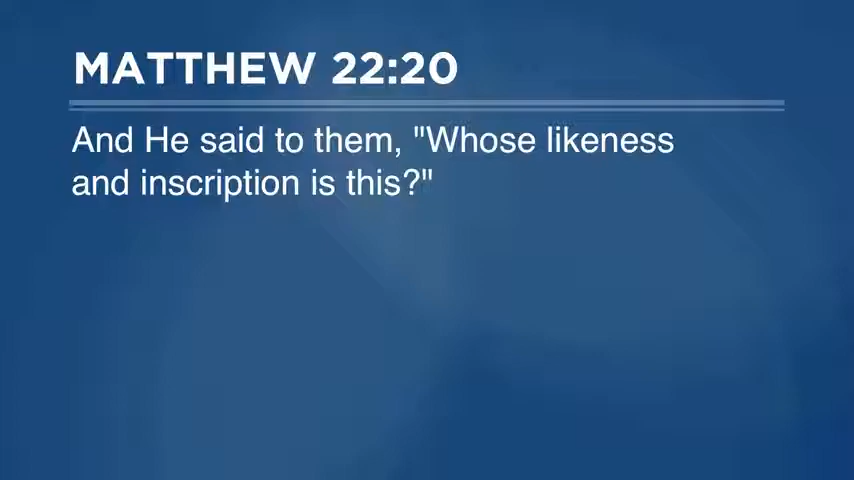 MATTHEW 22:20
And He said to them, "Whose likeness
and inscription is this?"